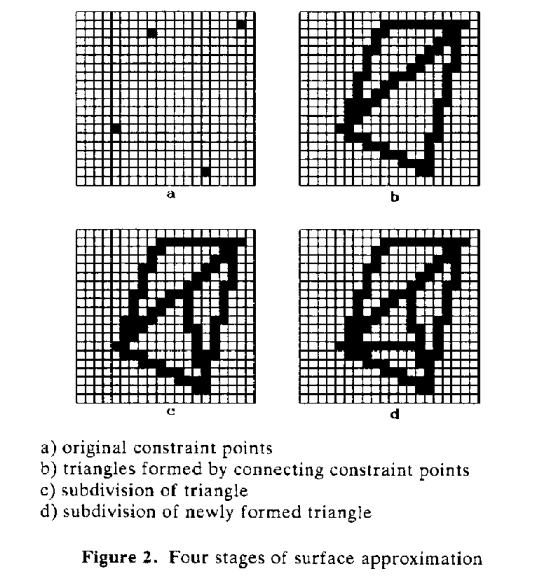 a
b
c
d
a) original constraint points
b) triangles formed by connecting constraint points
c) subdivision of triangle
d) subdivision of newly formed triangle
Figure 2. Four stages of surface approximation